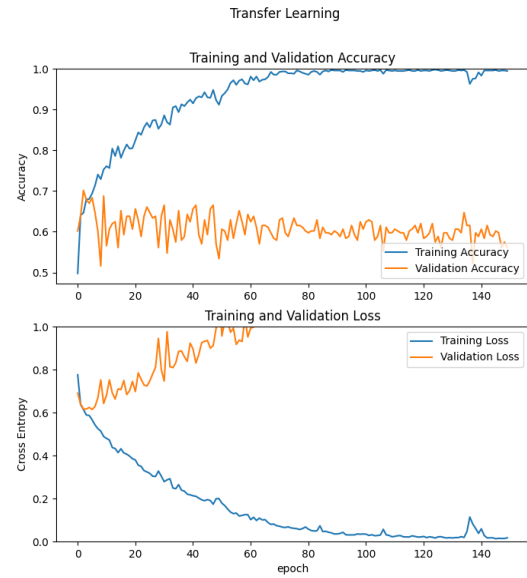 Transfer Learning
Training and Validation Accuracy
1.0
0.9
0.8
0.7
0.6
0.5
Accuracy
Training Accuracy
Validation Accuracy
0 20 40 60 80 100 120 140
Training and Validation Loss
1.0
0.8
0.6
0.4
0.2
0.0
Cross Entropy
Training Loss
Validation Loss
0 20 40 60 80 100 120 140
epoch